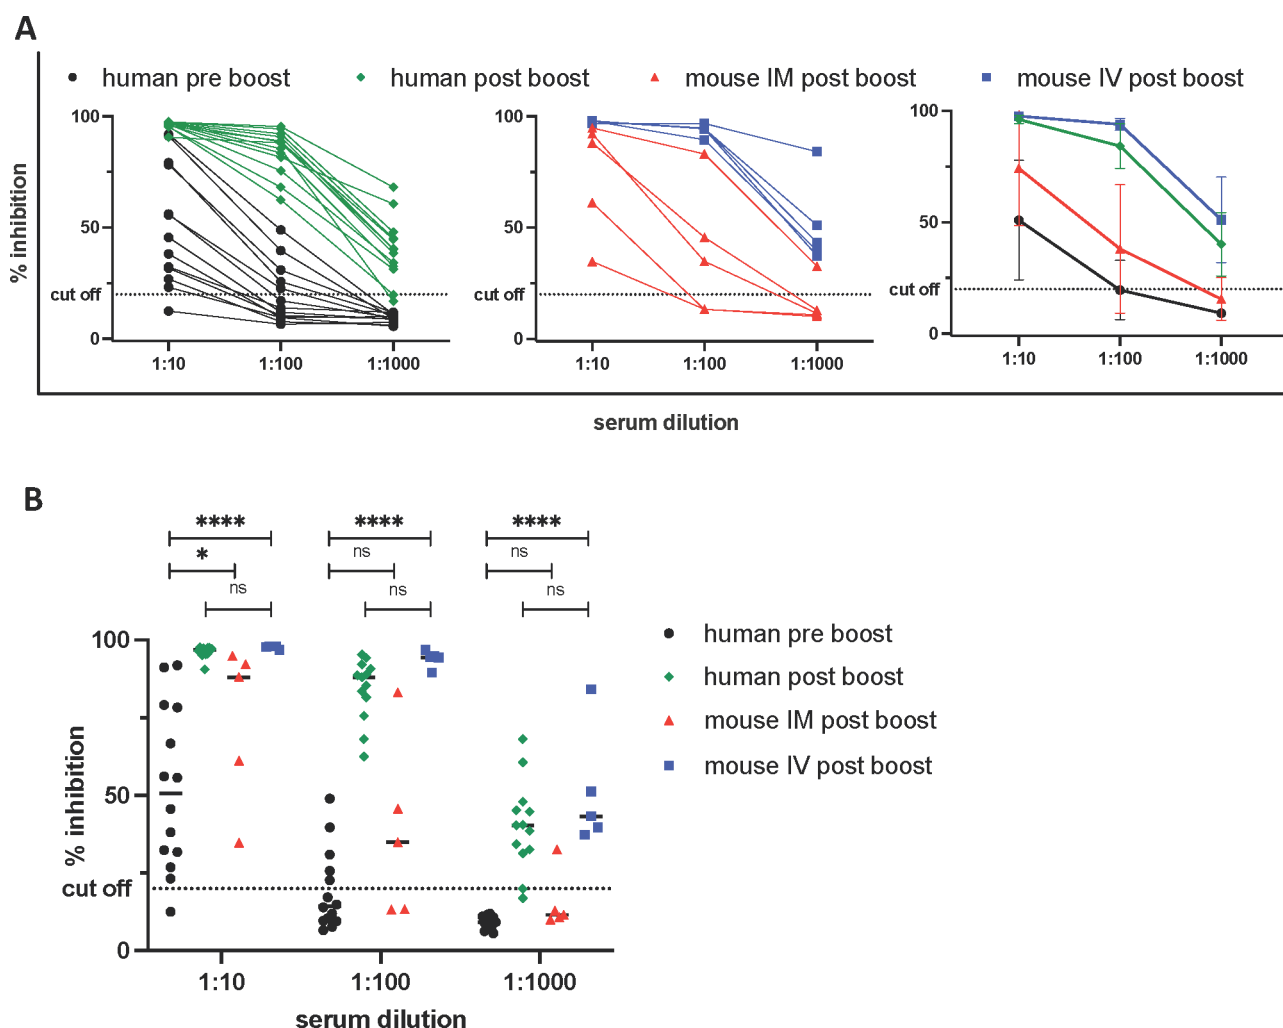 A
human pre boost human post boost mouse IM post boost mouse IV post boost
% inhibition
100
50
cut off
0
1:10 1:100 1:1000
100
50
cut off
0
1:10 1:100 1:1000
100
50
cut off
0
1:10 1:100 1:1000
serum dilution
B
**** **** ****
* ns ns
ns ns ns
% inhibition
100
50
cut off
0
1:10 1:100 1:1000
serum dilution
human pre boost
human post boost
mouse IM post boost
mouse IV post boost